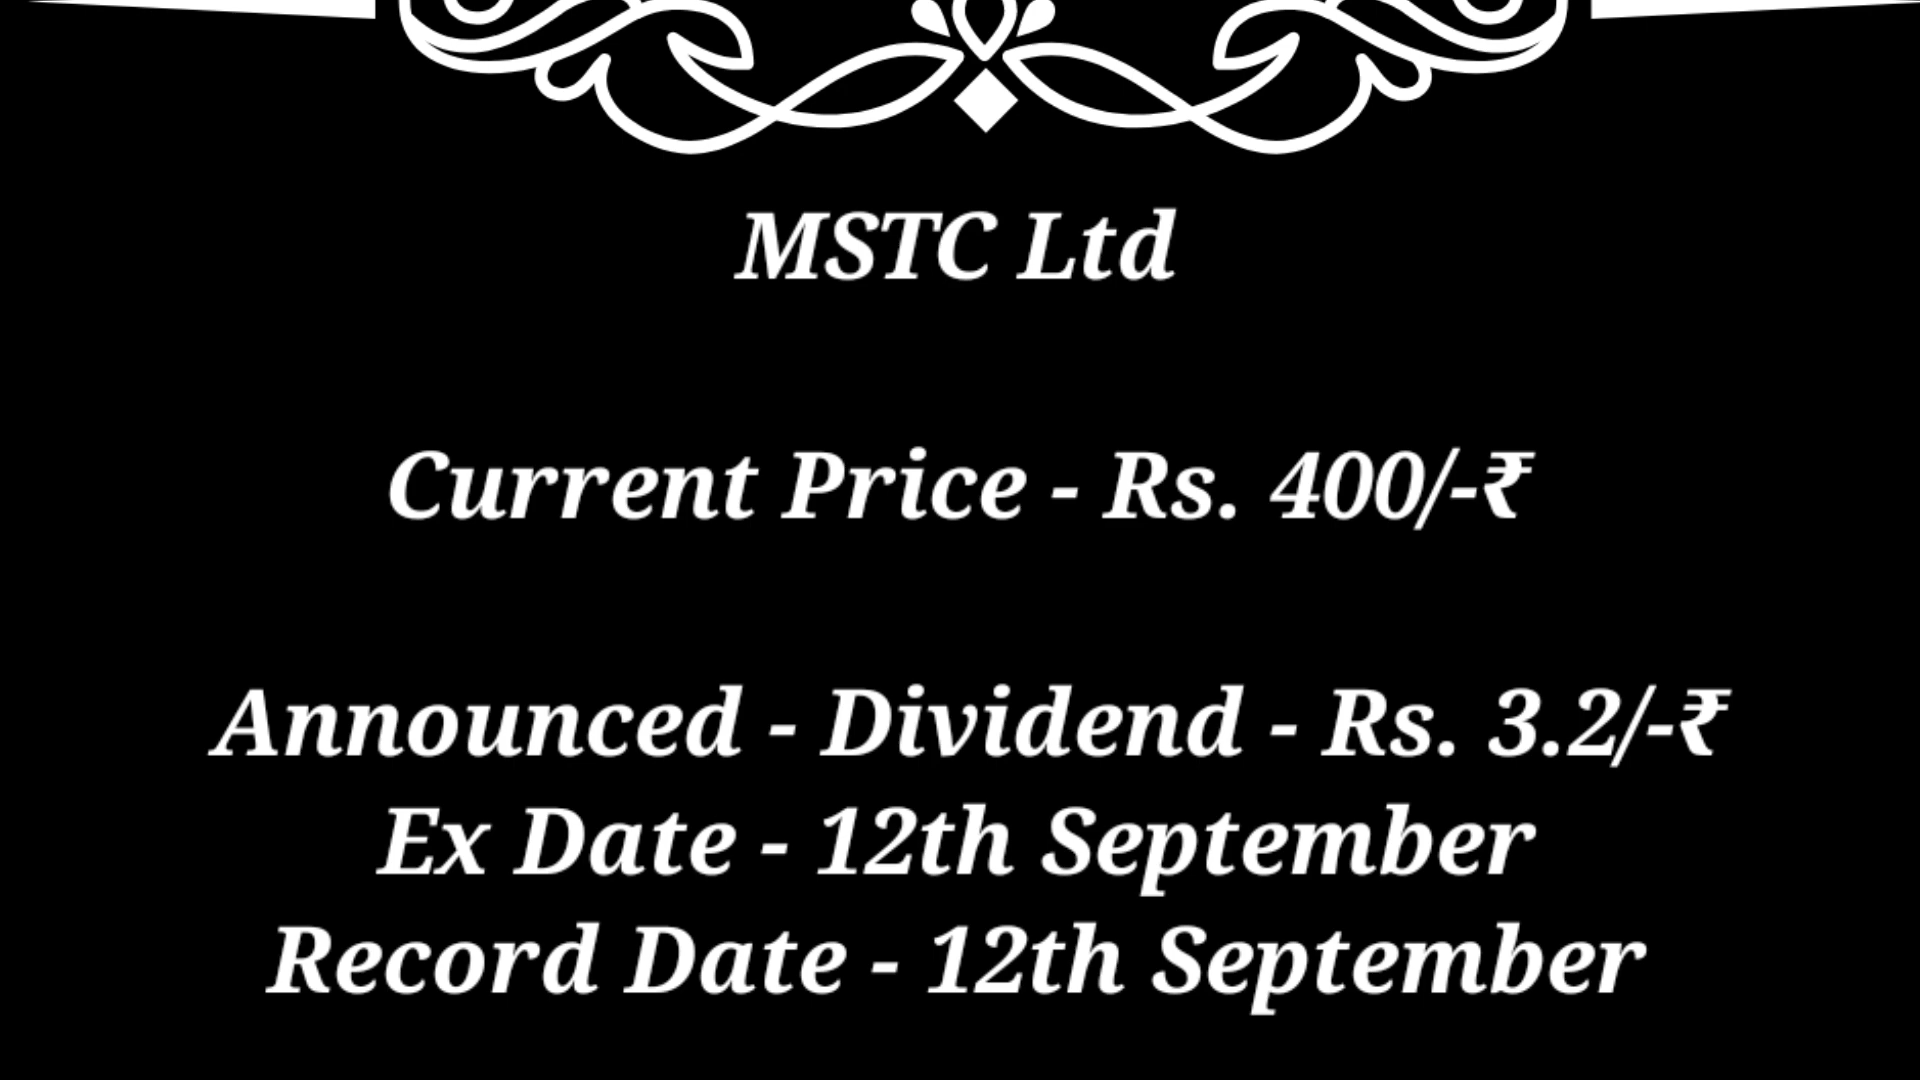 MSTC Ltd
Current Price - Rs. 400/-₹
Announced - Dividend - Rs. 3.2/-₹
Ex Date - 12th September
Record Date - 12th September